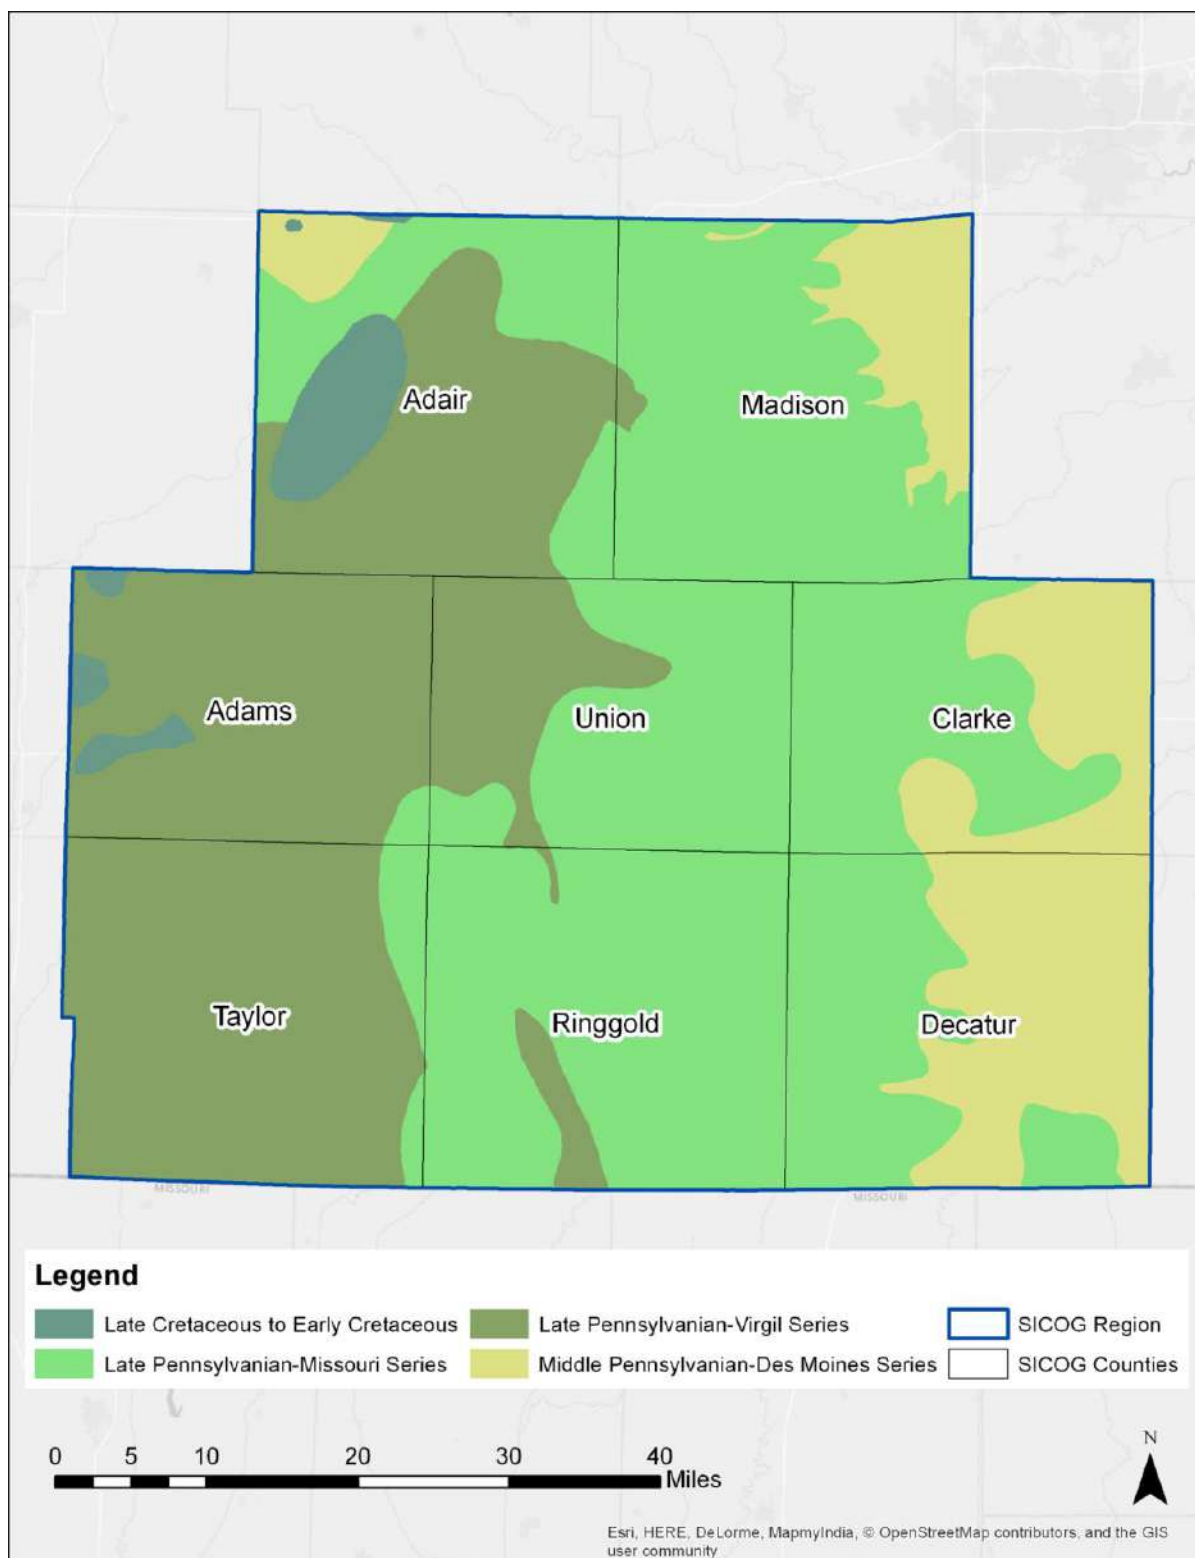 Adair
Madison
Adams
Union
Clarke
Taylor
Ringgold
Decatur
MISSOURI
MISSOURI
Legend
Late Cretaceous to Early Cretaceous
Late Pennsylvanian-Virgil Series
SICOG Region
Late Pennsylvanian-Missouri Series
Middle Pennsylvanian-Des Moines Series
SICOG Counties
N
0 5 10 20 30 40
Miles
Esri, HERE, DeLorme, MapmyIndia, © OpenStreetMap contributors, and the GIS
user community